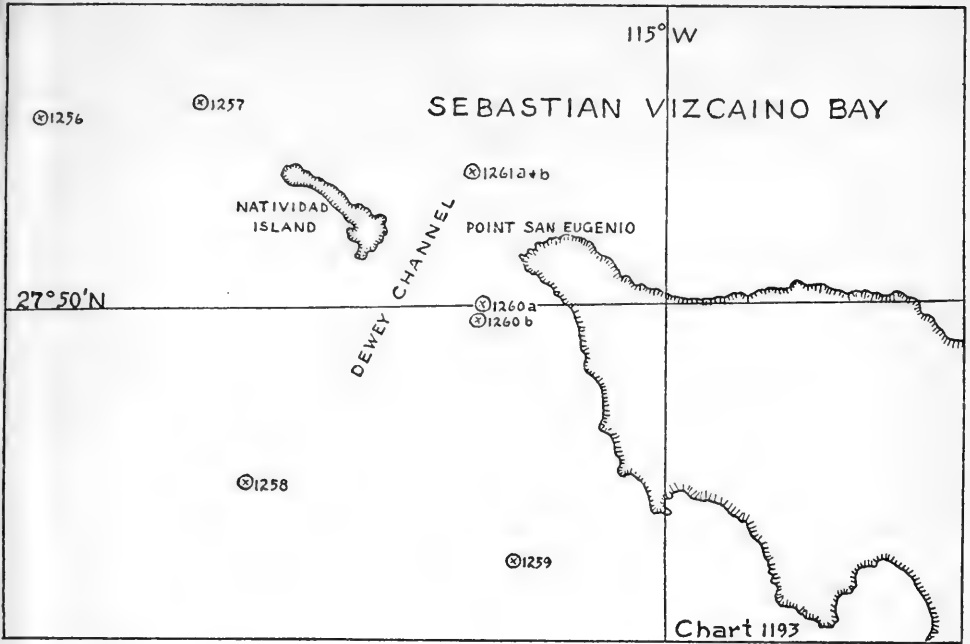 115° W
⊗1257
SEBASTIAN VIZCAINO BAY
⊗1256
⊗1261a+b
NATIVIDAD
ISLAND
DEWEY CHANNEL
POINT SAN EUGENIO
27°50'N
⊗1260a
⊗1260b
⊗1258
⊗1259
Chart 1193